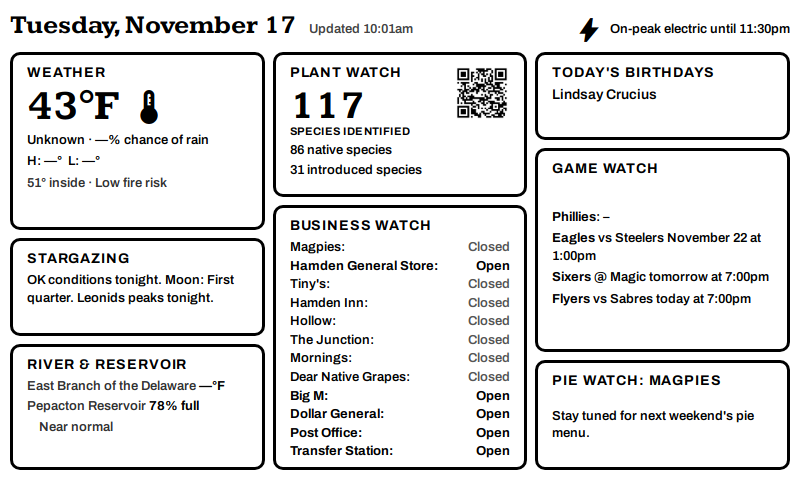 Tuesday, November 17 Updated 10:01am
On-peak electric until 11:30pm
WEATHER
43°F
Unknown · —% chance of rain
H: —° L: —°
51° inside · Low fire risk
STARGAZING
OK conditions tonight. Moon: First
quarter. Leonids peaks tonight.
RIVER & RESERVOIR
East Branch of the Delaware —°F
Pepacton Reservoir 78% full
Near normal
PLANT WATCH
117
SPECIES IDENTIFIED
86 native species
31 introduced species
BUSINESS WATCH
Magpies: Closed
Hamden General Store: Open
Tiny's: Closed
Hamden Inn: Closed
Hollow: Closed
The Junction: Closed
Mornings: Closed
Dear Native Grapes: Closed
Big M: Open
Dollar General: Open
Post Office: Open
Transfer Station: Open
TODAY'S BIRTHDAYS
Lindsay Crucius
GAME WATCH
Phillies: –
Eagles vs Steelers November 22 at
1:00pm
Sixers @ Magic tomorrow at 7:00pm
Flyers vs Sabres today at 7:00pm
PIE WATCH: MAGPIES
Stay tuned for next weekend's pie
menu.